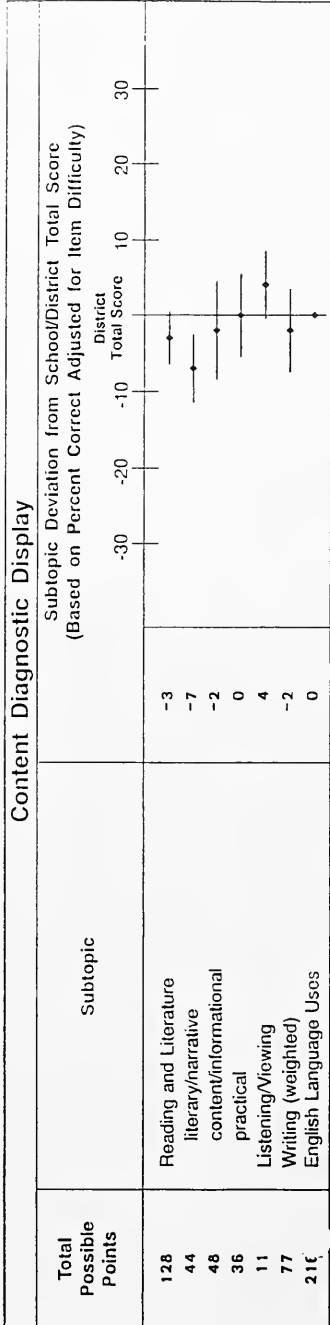 Content Diagnostic Display
Total Possible Points
Subtopic
Subtopic Deviation from School/District Total Score
(Based on Percent Correct Adjusted for Item Difficulty)
District
Total Score
-30 -20 -10 10 20 30
128 Reading and Literature -3
44 literary/narrative -7
48 content/informational -2
36 practical 0
11 Listening/Viewing 4
77 Writing (weighted) -2
English Language Uses 0